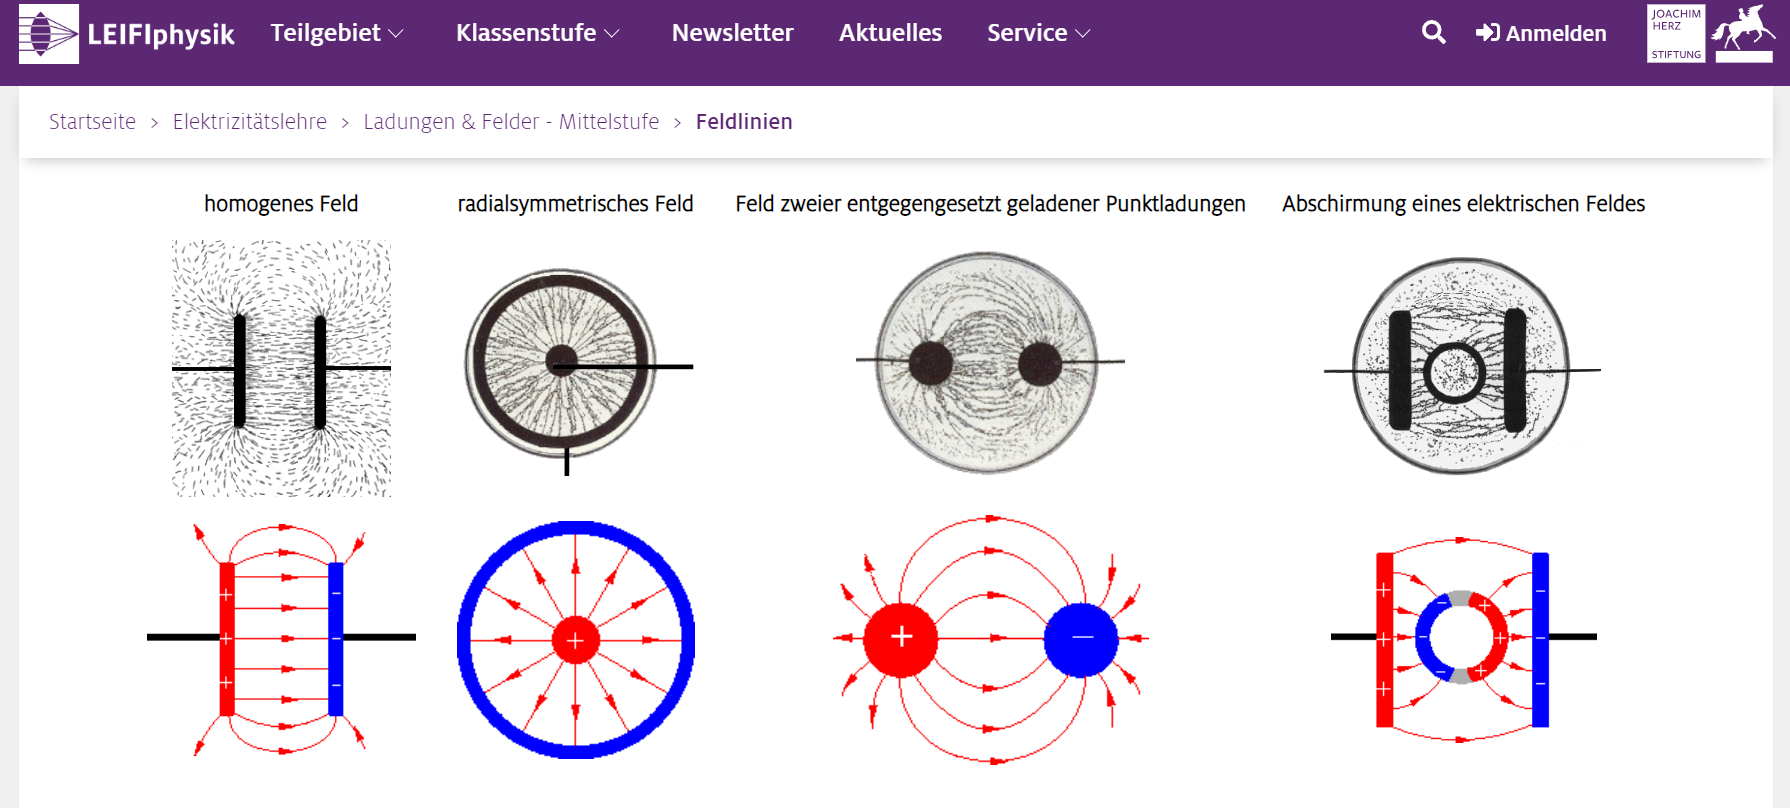 LEIFIphysik Teilgebiet Klassenstufe Newsletter Aktuelles Service Anmelden
JOACHIM
HERZ
STIFTUNG
Startseite > Elektrizitätslehre > Ladungen & Felder - Mittelstufe > Feldlinien
homogenes Feld radialsymmetrisches Feld Feld zweier entgegengesetzt geladener Punktladungen Abschirmung eines elektrischen Feldes